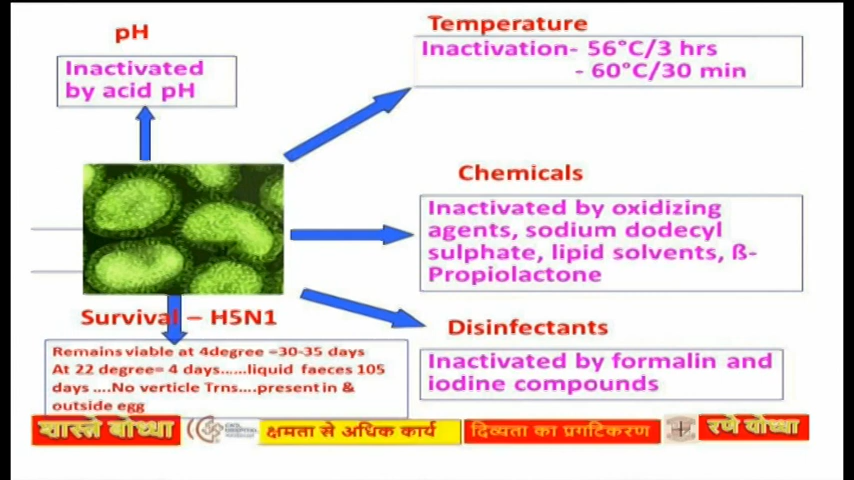 pH
Inactivated
by acid pH
Temperature
Inactivation- 56°C/3 hrs
- 60°C/30 min
Chemicals
Inactivated by oxidizing
agents, sodium dodecyl
sulphate, lipid solvents, ß-
Propiolactone
Survival – H5N1
Remains viable at 4degree =30-35 days
At 22 degree= 4 days......liquid faeces 105
days ....No verticle Trns....present in &
outside egg
Disinfectants
Inactivated by formalin and
iodine compounds
क्षमता से अधिक कार्य
दिव्यता का प्रगटिकरण